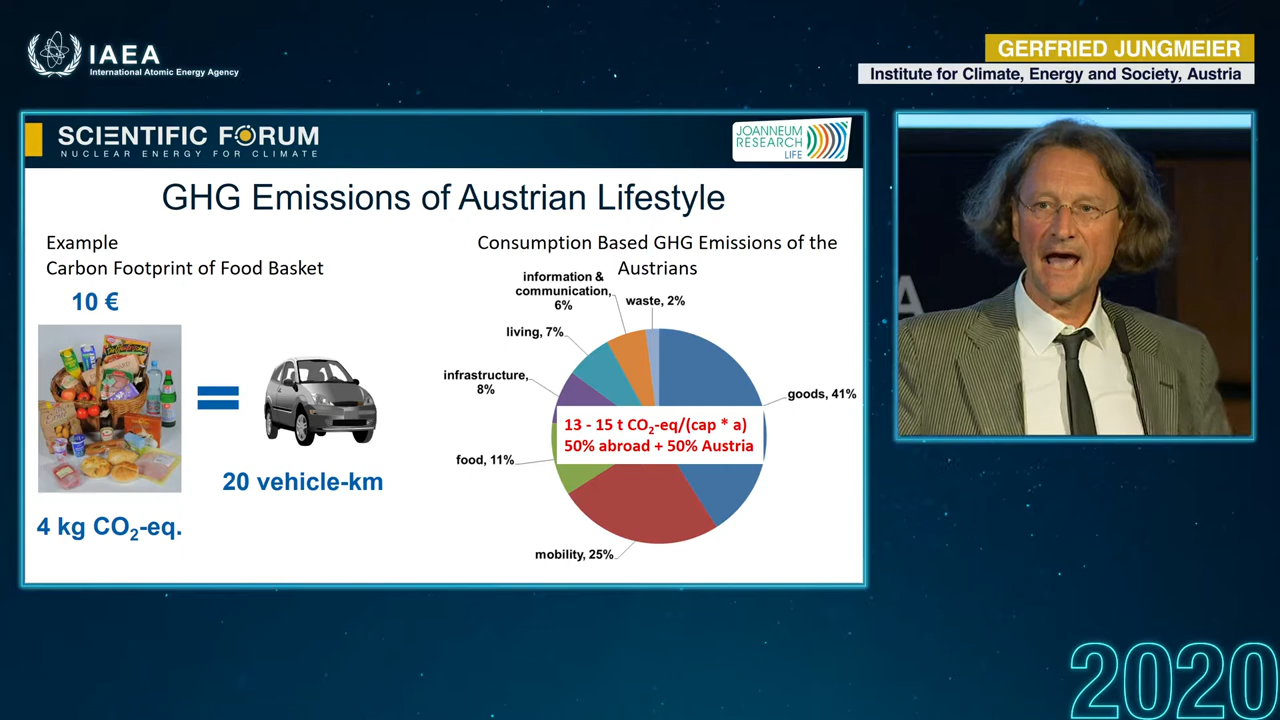 IAEA
International Atomic Energy Agency
GERFRIED JUNGMEIER
Institute for Climate, Energy and Society, Austria
SCIENTIFIC FORUM
NUCLEAR ENERGY FOR CLIMATE
JOANNEUM
RESEARCH
LIFE
GHG Emissions of Austrian Lifestyle
Example
Carbon Footprint of Food Basket
10 €
=
20 vehicle-km
4 kg CO₂-eq.
Consumption Based GHG Emissions of the
Austrians
information &
communication,
6%
waste, 2%
living, 7%
infrastructure,
8%
goods, 41%
13 - 15 t CO₂-eq/(cap * a)
50% abroad + 50% Austria
food, 11%
mobility, 25%
A
2020